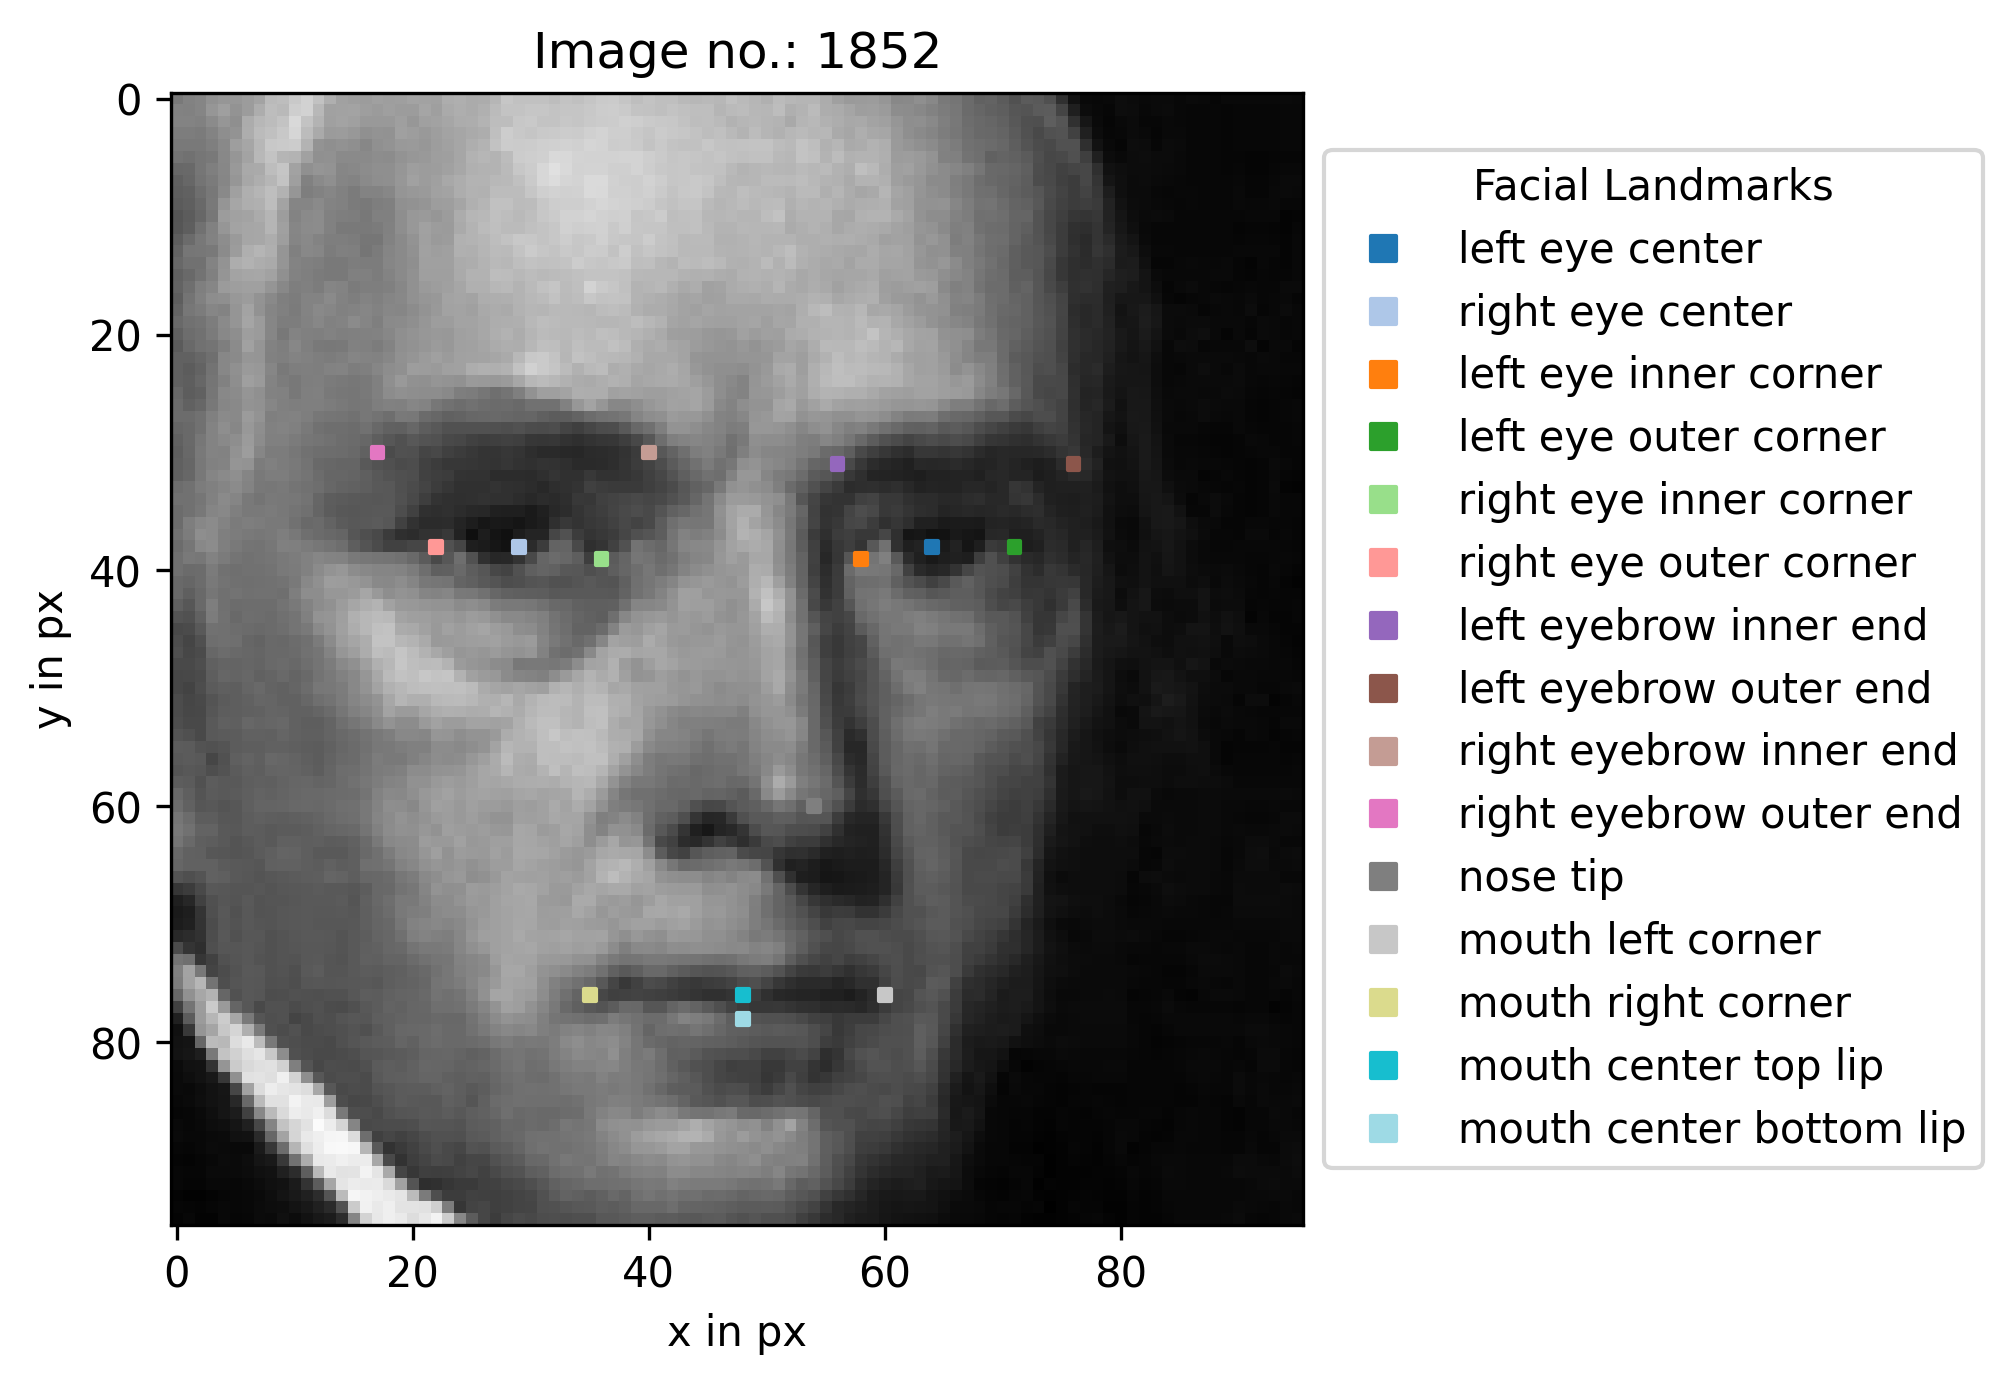 Image no.: 1852
0
20
40
60
80
y in px
0 20 40 60 80
x in px
Facial Landmarks
left eye center
right eye center
left eye inner corner
left eye outer corner
right eye inner corner
right eye outer corner
left eyebrow inner end
left eyebrow outer end
right eyebrow inner end
right eyebrow outer end
nose tip
mouth left corner
mouth right corner
mouth center top lip
mouth center bottom lip